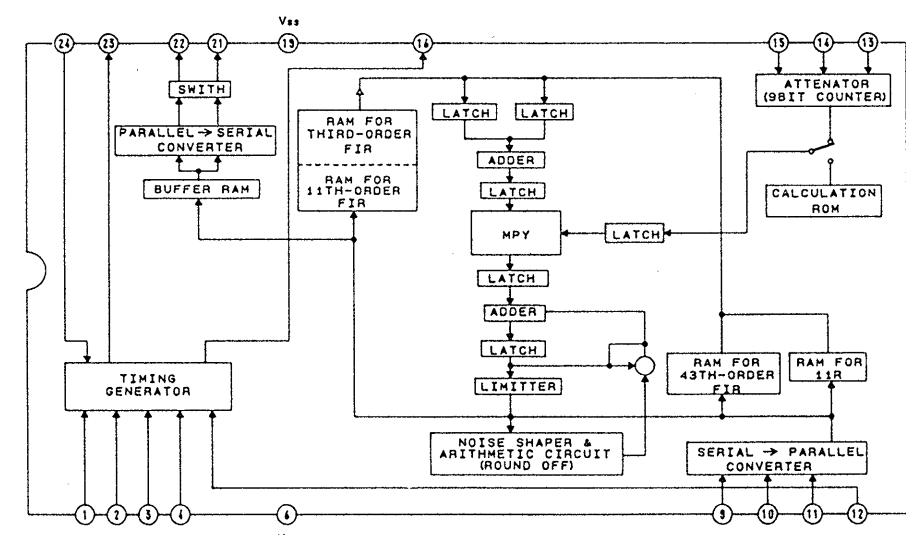 Vss
24 23 22 21 19 16 15 14 13
SWITH
PARALLEL → SERIAL
CONVERTER
BUFFER RAM
RAM FOR
THIRD-ORDER
FIR
RAM FOR
11TH-ORDER
FIR
LATCH LATCH
ADDER
LATCH
MPY
LATCH
LATCH
ADDER
LATCH
LIMITTER
NOISE SHAPER &
ARITHMETIC CIRCUIT
(ROUND OFF)
ATTENATOR
(9BIT COUNTER)
CALCULATION
ROM
TIMING
GENERATOR
RAM FOR
43TH-ORDER
FIR
RAM FOR
11R
SERIAL → PARALLEL
CONVERTER
1 2 3 4 6 9 10 11 12